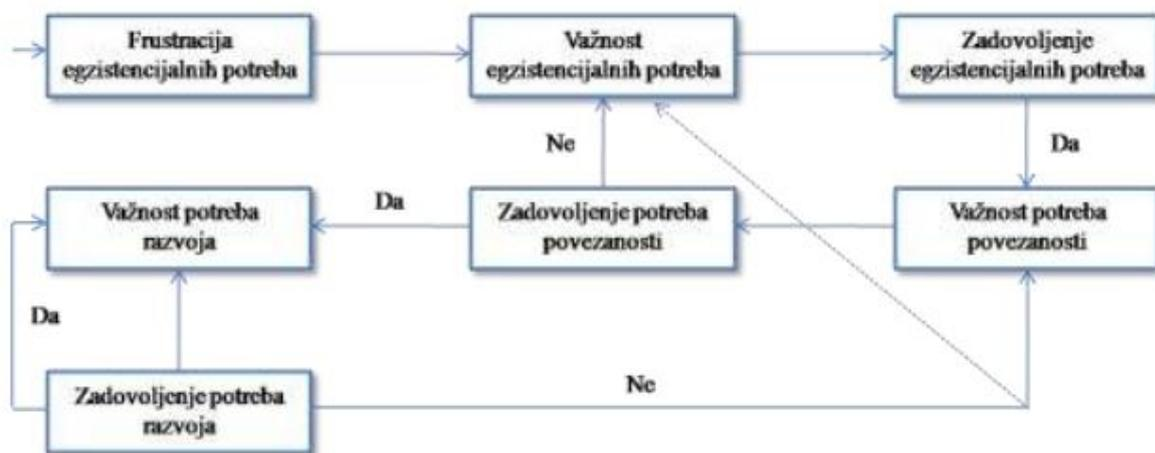 Frustracija
egzistencijalnih potreba
Važnost
egzistencijalnih potreba
Zadovoljenje
egzistencijalnih potreba
Ne
Da
Važnost potreba
razvoja
Da
Zadovoljenje potreba
povezanosti
Važnost potreba
povezanosti
Da
Zadovoljenje potreba
razvoja
Ne